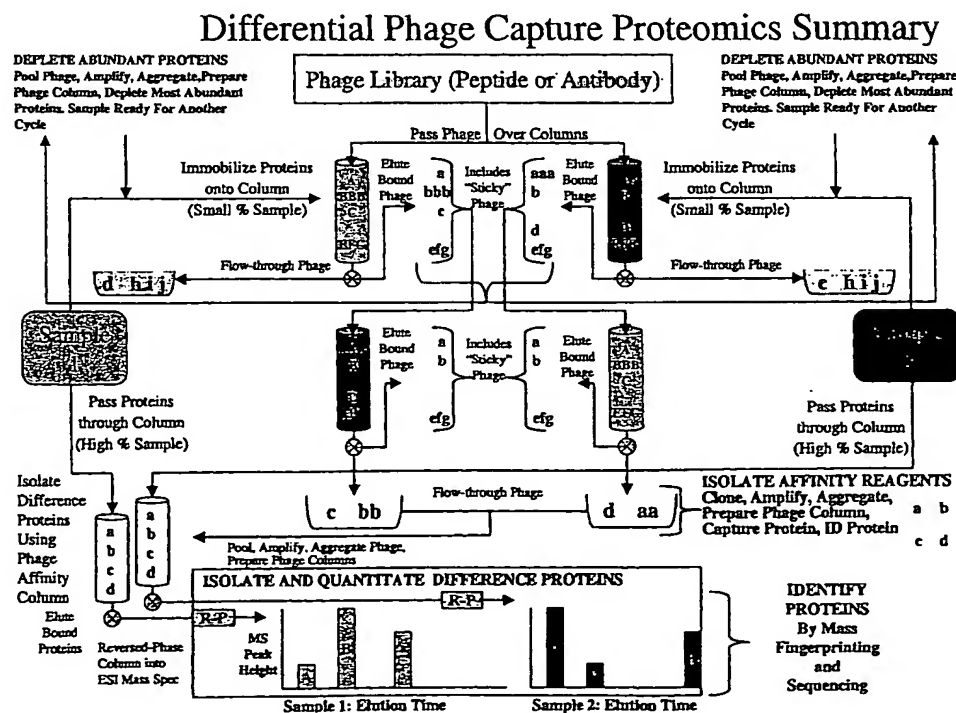 Differential Phage Capture Proteomics Summary
DEPLETE ABUNDANT PROTEINS
Pool Phage, Amplify, Aggregate,Prepare
Phage Column, Deplete Most Abundant
Proteins. Sample Ready For Another
Cycle
Phage Library (Peptide or Antibody)
DEPLETE ABUNDANT PROTEINS
Pool Phage, Amplify, Aggregate,Prepare
Phage Column, Deplete Most Abundant
Proteins. Sample Ready For Another
Cycle
Pass Phage
Over Columns
Immobilize Proteins
onto Column
(Small % Sample)
Elute
Bound
Phage
a
bbb
c
efg
Includes
"Sticky"
Phage
aaa
b
d
efg
Elute
Bound
Phage
Immobilize Proteins
onto Column
(Small % Sample)
Flow-through Phage
Flow-through Phage
d h i j
c h i j
Sample
Elute
Bound
Phage
a
b
efg
Includes
"Sticky"
Phage
a
b
efg
A
BBB
C
Elute
Bound
Phage
Pass Proteins
through Column
(High % Sample)
Pass Proteins
through Column
(High % Sample)
Isolate
Difference
Proteins
Using
Phage
Affinity
Column
a
b
c
d
a
b
c
d
c bb
Flow-through Phage
d aa
ISOLATE AFFINITY REAGENTS
Clone, Amplify, Aggregate,
Prepare Phage Column,
Capture Protein, ID Protein
a b
c d
Pool, Amplify, Aggregate Phage,
Prepare Phage Columns
Elute
Bound
Proteins
R-P
Reversed-Phase
Column into
ESI Mass Spec
ISOLATE AND QUANTITATE DIFFERENCE PROTEINS
R-P
MS
Peak
Height
Sample 1: Elution Time
Sample 2: Elution Time
IDENTIFY
PROTEINS
By Mass
Fingerprinting
and
Sequencing